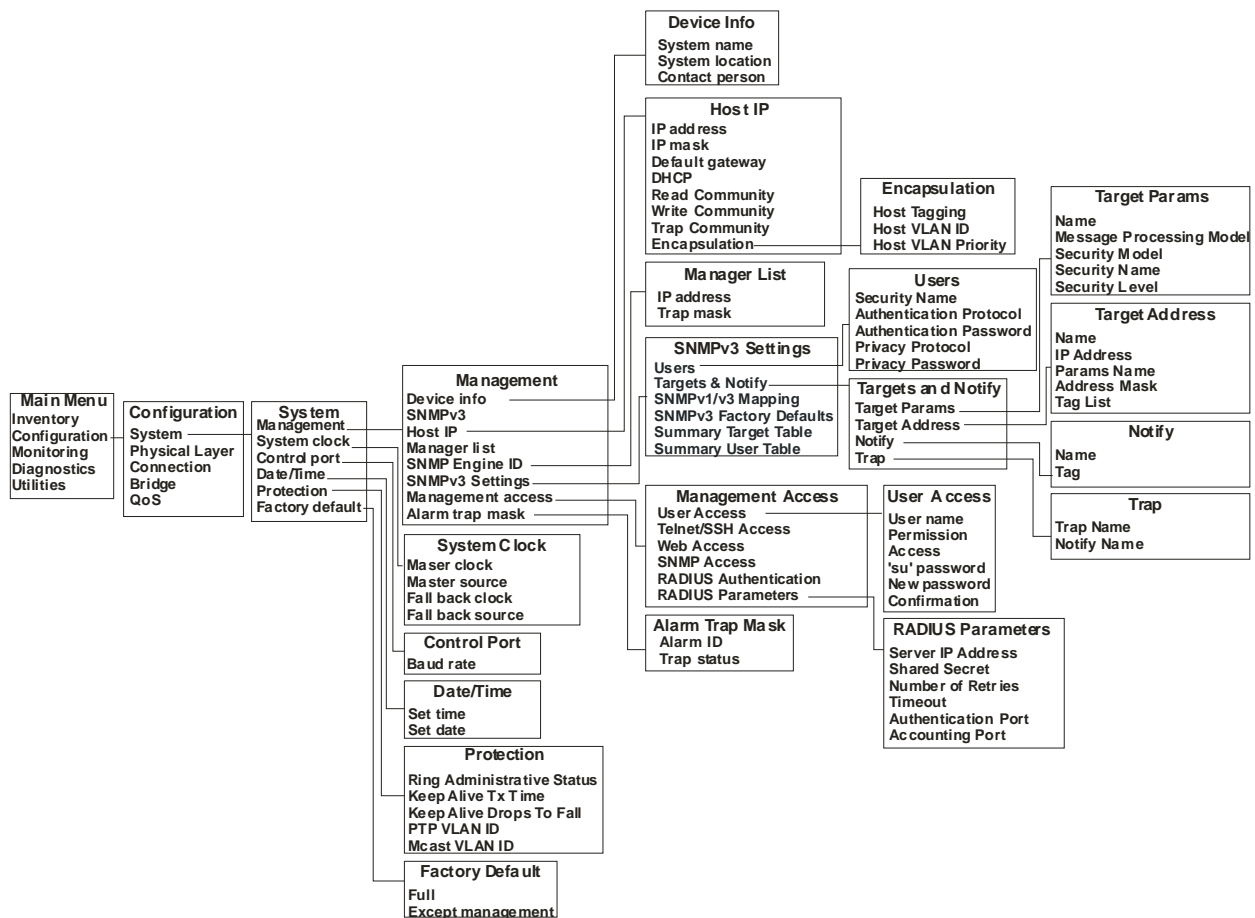 Main Menu
Inventory
Configuration
Monitoring
Diagnostics
Utilities
Configuration
System
Physical Layer
Connection
Bridge
QoS
System
Management
System clock
Control port
Date/Time
Protection
Factory default
Management
Device info
SNMPv3
Host IP
Manager list
SNMP Engine ID
SNMPv3 Settings
Management access
Alarm trap mask
System Clock
Maser clock
Master source
Fall back clock
Fall back source
Control Port
Baud rate
Date/Time
Set time
Set date
Protection
Ring Administrative Status
Keep Alive Tx Time
Keep Alive Drops To Fall
PTP VLAN ID
Mcast VLAN ID
Factory Default
Full
Except management
Device Info
System name
System location
Contact person
Host IP
IP address
IP mask
Default gateway
DHCP
Read Community
Write Community
Trap Community
Encapsulation
Manager List
IP address
Trap mask
SNMPv3 Settings
Users
Targets & Notify
SNMPv1/v3 Mapping
SNMPv3 Factory Defaults
Summary Target Table
Summary User Table
Management Access
User Access
Telnet/SSH Access
Web Access
SNMP Access
RADIUS Authentication
RADIUS Parameters
Alarm Trap Mask
Alarm ID
Trap status
Encapsulation
Host Tagging
Host VLAN ID
Host VLAN Priority
Users
Security Name
Authentication Protocol
Authentication Password
Privacy Protocol
Privacy Password
Targets and Notify
Target Params
Target Address
Notify
Trap
User Access
User name
Permission
Access
'su' password
New password
Confirmation
RADIUS Parameters
Server IP Address
Shared Secret
Number of Retries
Timeout
Authentication Port
Accounting Port
Target Params
Name
Message Processing Model
Security Model
Security Name
Security Level
Target Address
Name
IP Address
Params Name
Address Mask
Tag List
Notify
Name
Tag
Trap
Trap Name
Notify Name